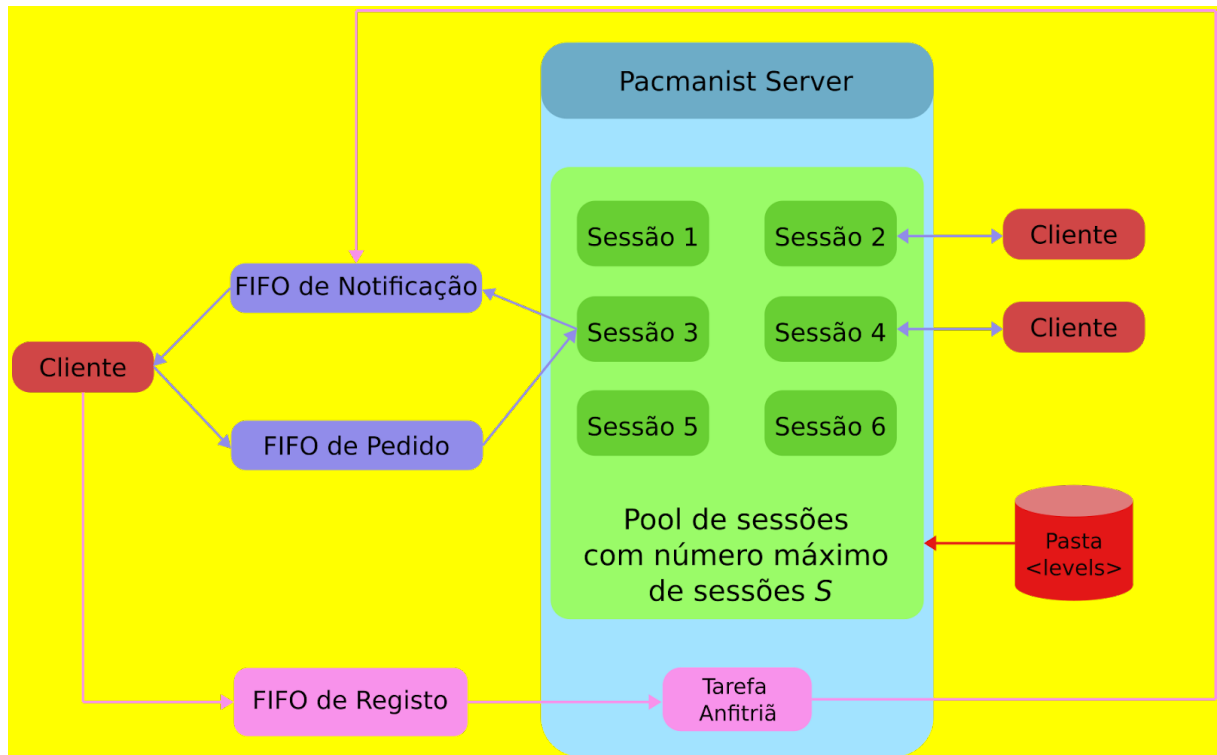 Pacmanist Server
Sessão 1
Sessão 2
Cliente
FIFO de Notificação
Sessão 3
Sessão 4
Cliente
Cliente
FIFO de Pedido
Sessão 5
Sessão 6
Pool de sessões
com número máximo
de sessões S
Pasta
<levels>
FIFO de Registo
Tarefa
Anfitriã